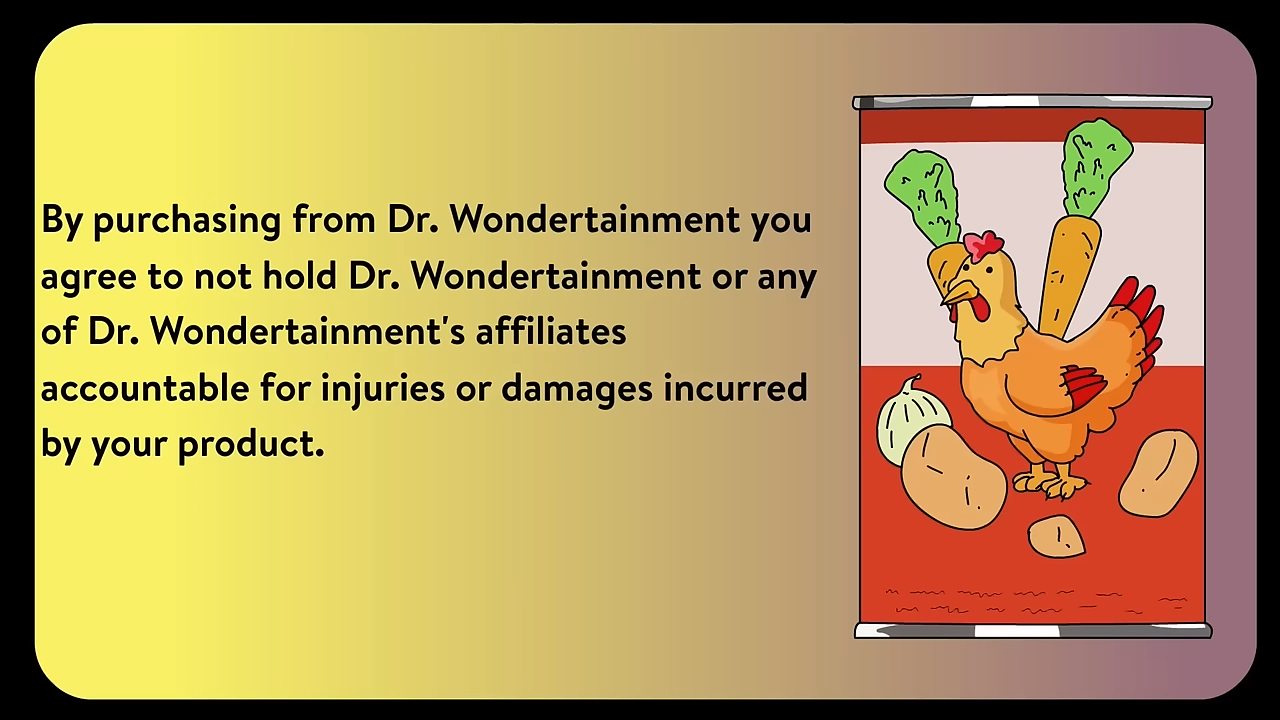 By purchasing from Dr. Wondertainment you
agree to not hold Dr. Wondertainment or any
of Dr. Wondertainment's affiliates
accountable for injuries or damages incurred
by your product.